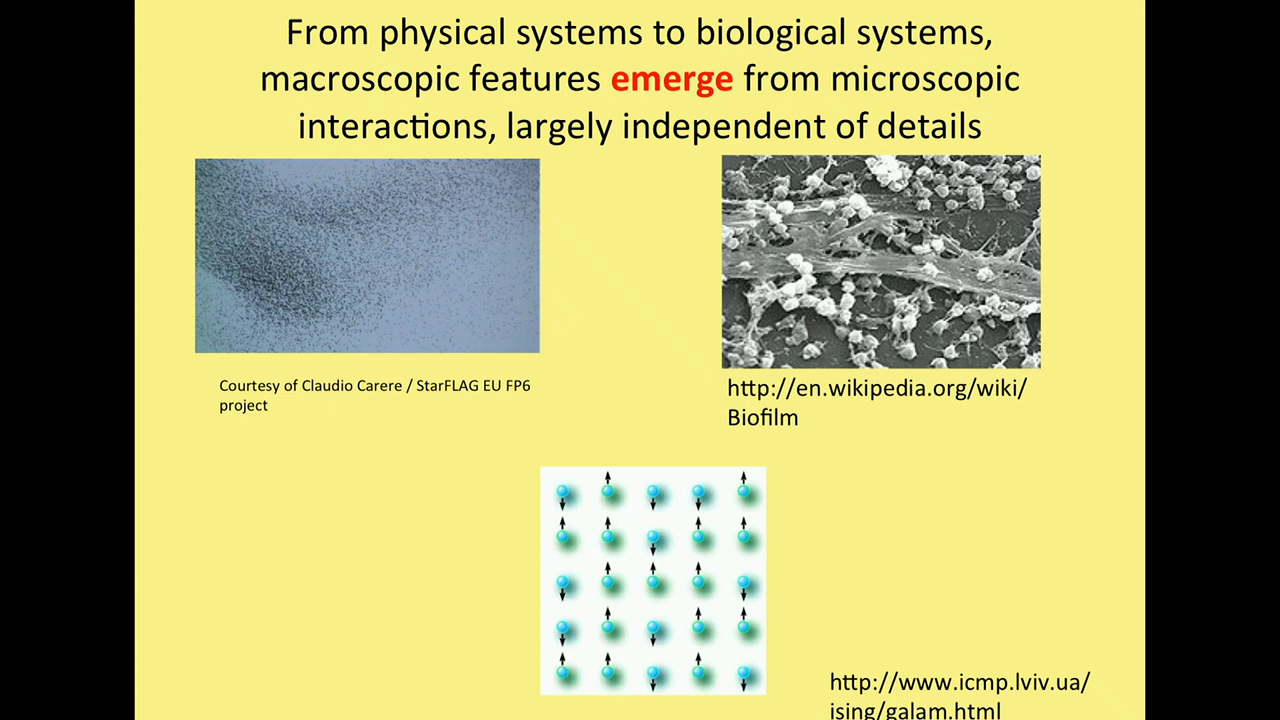 From physical systems to biological systems,
macroscopic features emerge from microscopic
interactions, largely independent of details
Courtesy of Claudio Carere / StarFLAG EU FP6
project
http://en.wikipedia.org/wiki/
Biofilm
http://www.icmp.lviv.ua/
ising/galam.html